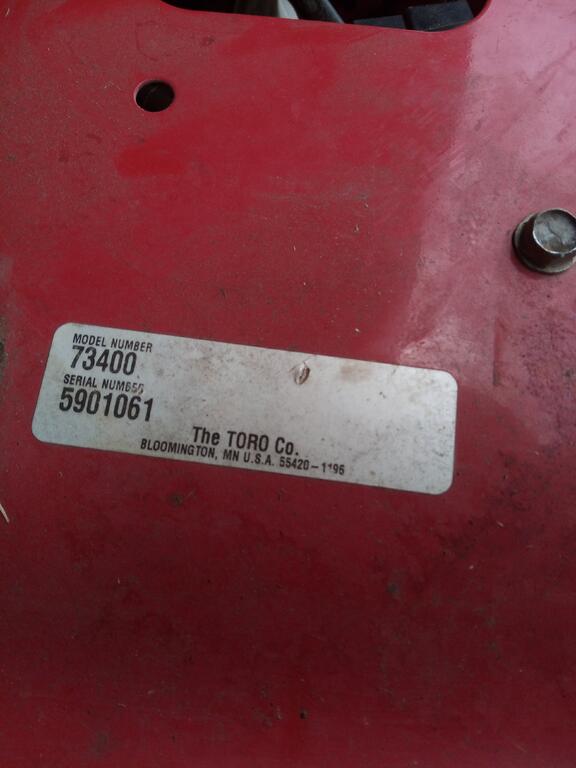 MODEL NUMBER
73400
SERIAL NUMBER
5901061
The TORO Co.
BLOOMINGTON, MN U.S.A. 55420-1196